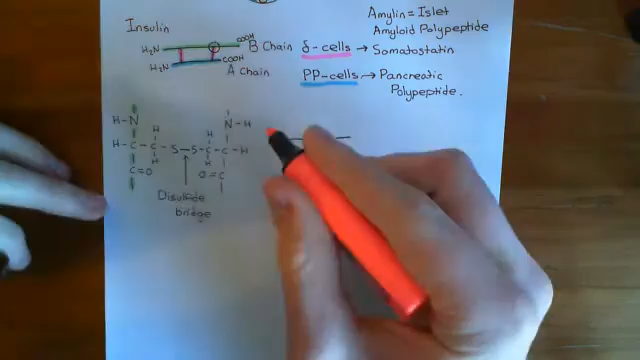 Insulin
Amylin = Islet
Amyloid Polypeptide
H₂N COOH B Chain
H₂N COOH
A Chain
δ-cells → Somatostatin
PP-cells → Pancreatic
Polypeptide.
H-N H N-H
H-C-C-S-S-C-C-H
H H
C=O O=C
Disulfide
bridge